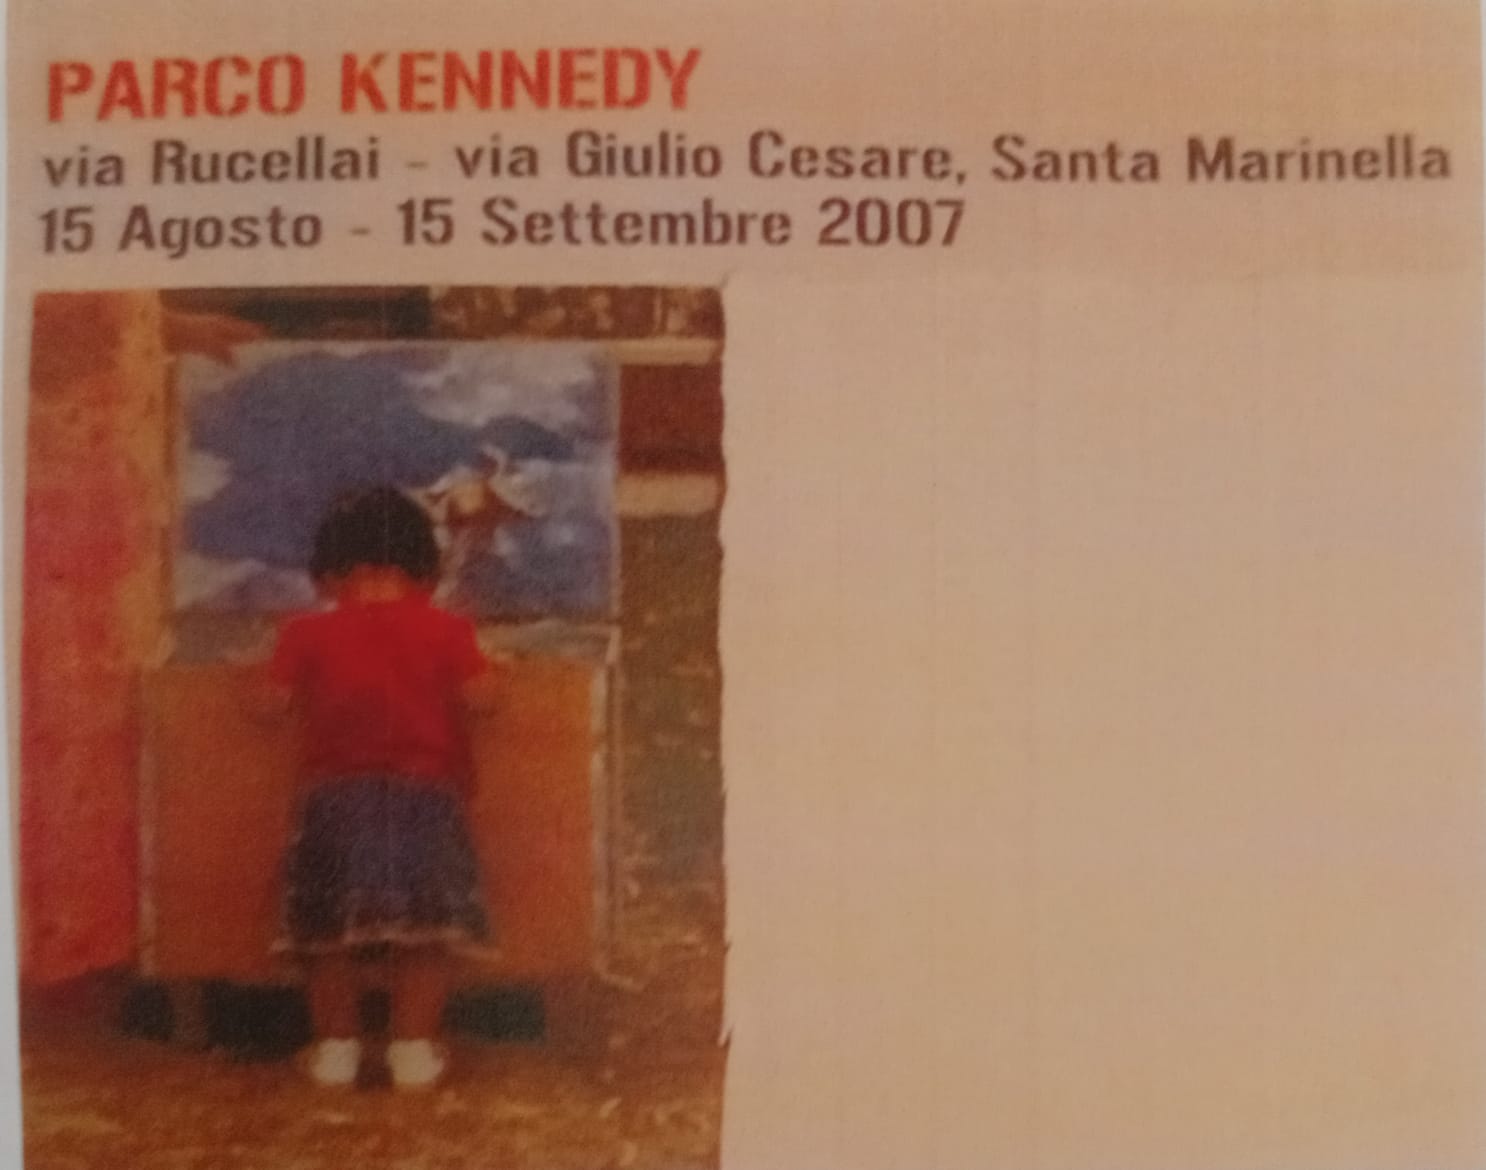 PARCO KENNEDY
via Rucellai - via Giulio Cesare, Santa Marinella
15 Agosto - 15 Settembre 2007